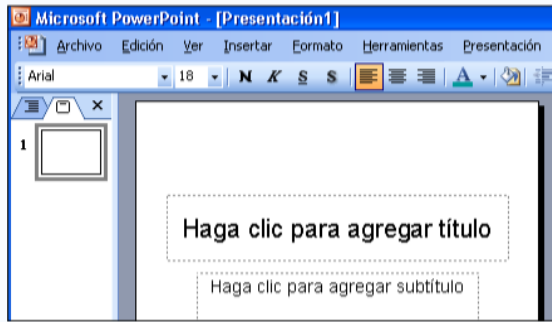 Microsoft PowerPoint - [Presentación1]
Archivo Edición Ver Insertar Formato Herramientas Presentación
Arial 18 N K S S A
1
Haga clic para agregar título
Haga clic para agregar subtítulo